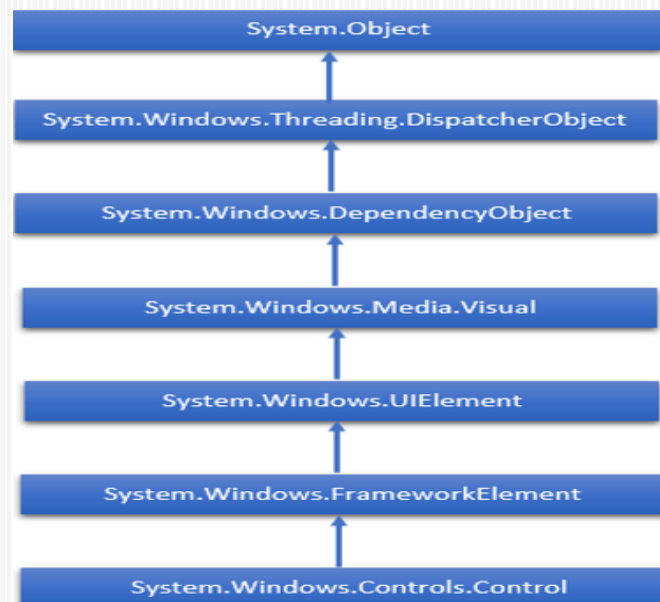 System.Object
System.Windows.Threading.DispatcherObject
System.Windows.DependencyObject
System.Windows.Media.Visual
System.Windows.UIElement
System.Windows.FrameworkElement
System.Windows.Controls.Control